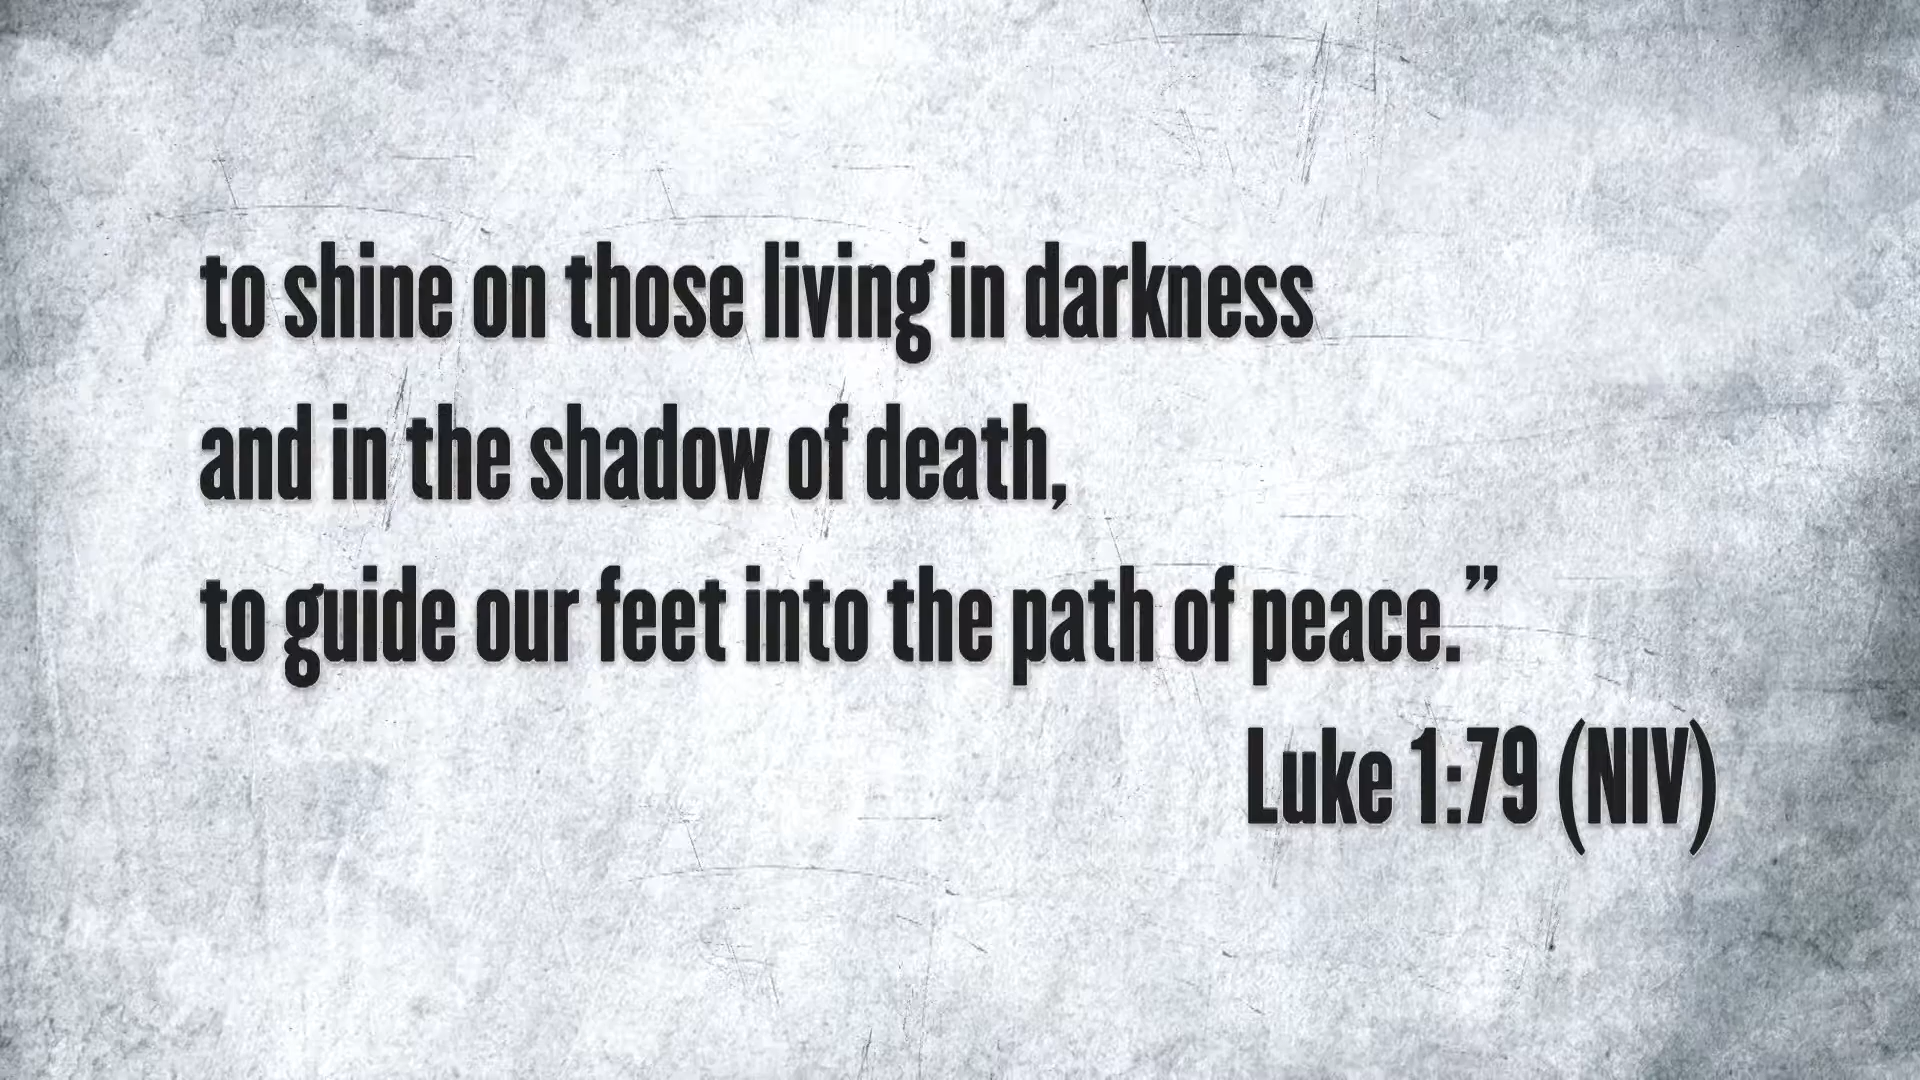 to shine on those living in darkness
and in the shadow of death,
to guide our feet into the path of peace.”
Luke 1:79 (NIV)